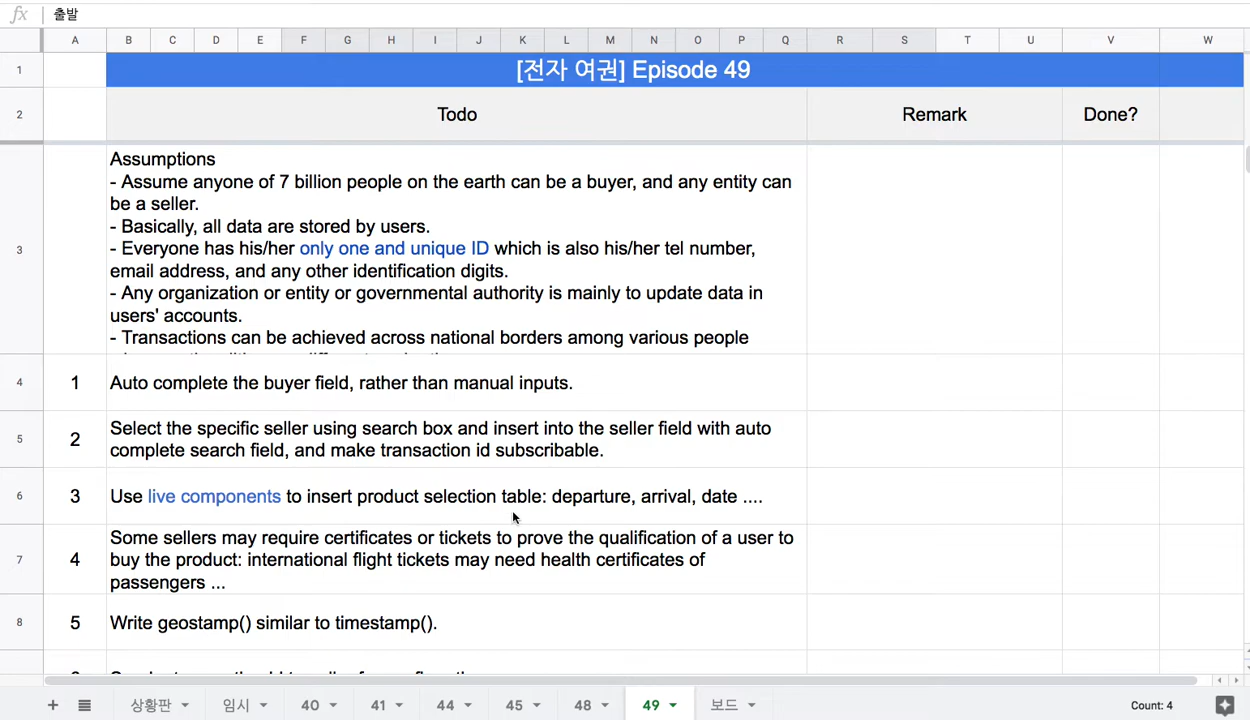 fx 출발
A B C D E F G H I J K L M N O P Q R S T U V W
1 [전자 여권] Episode 49
2 Todo Remark Done?
Assumptions
- Assume anyone of 7 billion people on the earth can be a buyer, and any entity can
be a seller.
- Basically, all data are stored by users.
3 - Everyone has his/her only one and unique ID which is also his/her tel number,
email address, and any other identification digits.
- Any organization or entity or governmental authority is mainly to update data in
users' accounts.
- Transactions can be achieved across national borders among various people
4 1 Auto complete the buyer field, rather than manual inputs.
5 2 Select the specific seller using search box and insert into the seller field with auto
complete search field, and make transaction id subscribable.
6 3 Use live components to insert product selection table: departure, arrival, date ....
Some sellers may require certificates or tickets to prove the qualification of a user to
7 4 buy the product: international flight tickets may need health certificates of
passengers ...
8 5 Write geostamp() similar to timestamp().
+ 상황판 임시 40 41 44 45 48 49 보드 Count: 4